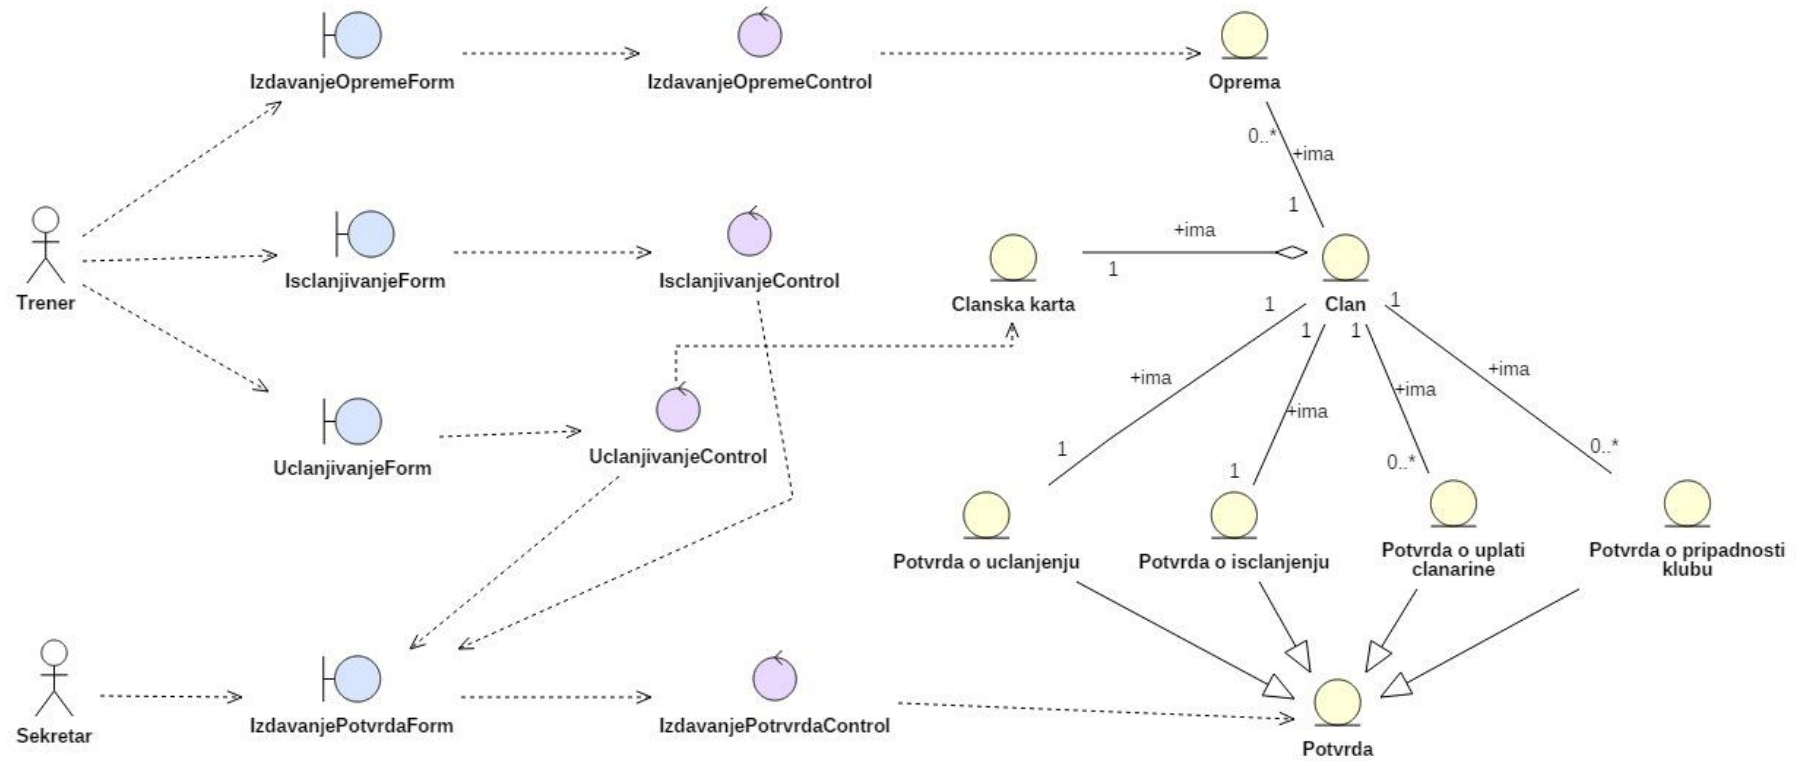 IzdavanjeOpremeForm
IzdavanjeOpremeControl
Oprema
0..*
+ima
1
Trener
IsclanjivanjeForm
IsclanjivanjeControl
Clanska karta
+ima
1
Clan
1
1
1
1
+ima
+ima
+ima
+ima
UclanjivanjeForm
UclanjivanjeControl
1
1
0..*
0..*
Potvrda o uclanjenju
Potvrda o isclanjenju
Potvrda o uplati
clanarine
Potvrda o pripadnosti
klubu
Sekretar
IzdavanjePotvrdaForm
IzdavanjePotrvrdaControl
Potvrda